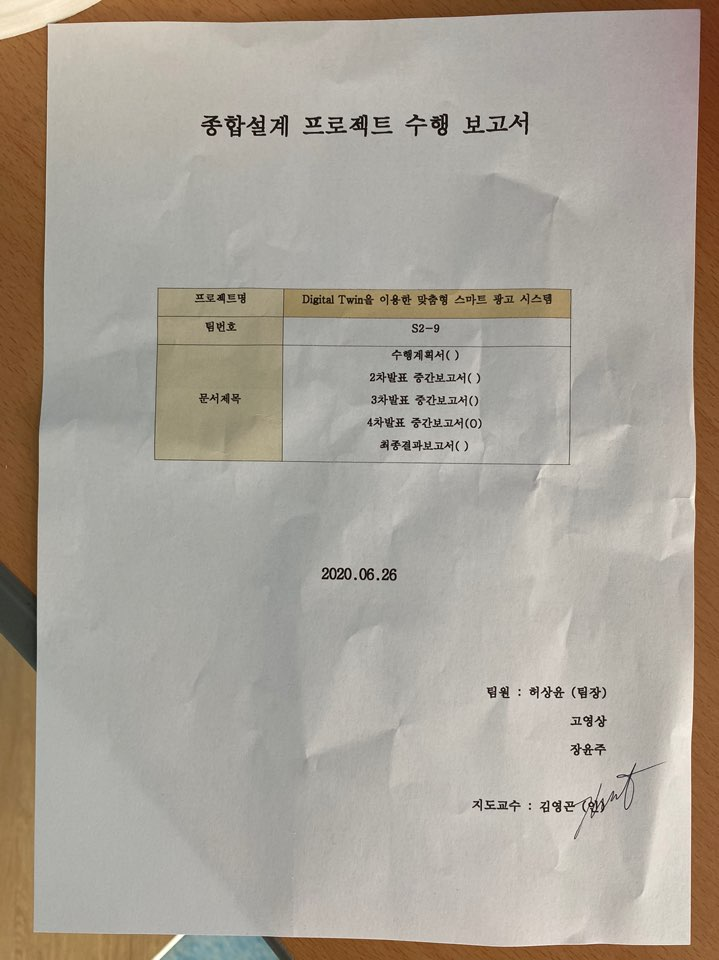 종합설계 프로젝트 수행 보고서
프로젝트명 Digital Twin을 이용한 맞춤형 스마트 광고 시스템
팀번호 S2-9
문서제목
수행계획서( )
2차발표 중간보고서( )
3차발표 중간보고서()
4차발표 중간보고서(O)
최종결과보고서( )
2020.06.26
팀원 : 허상윤 (팀장)
고영상
장윤주
지도교수 : 김영곤 (인)